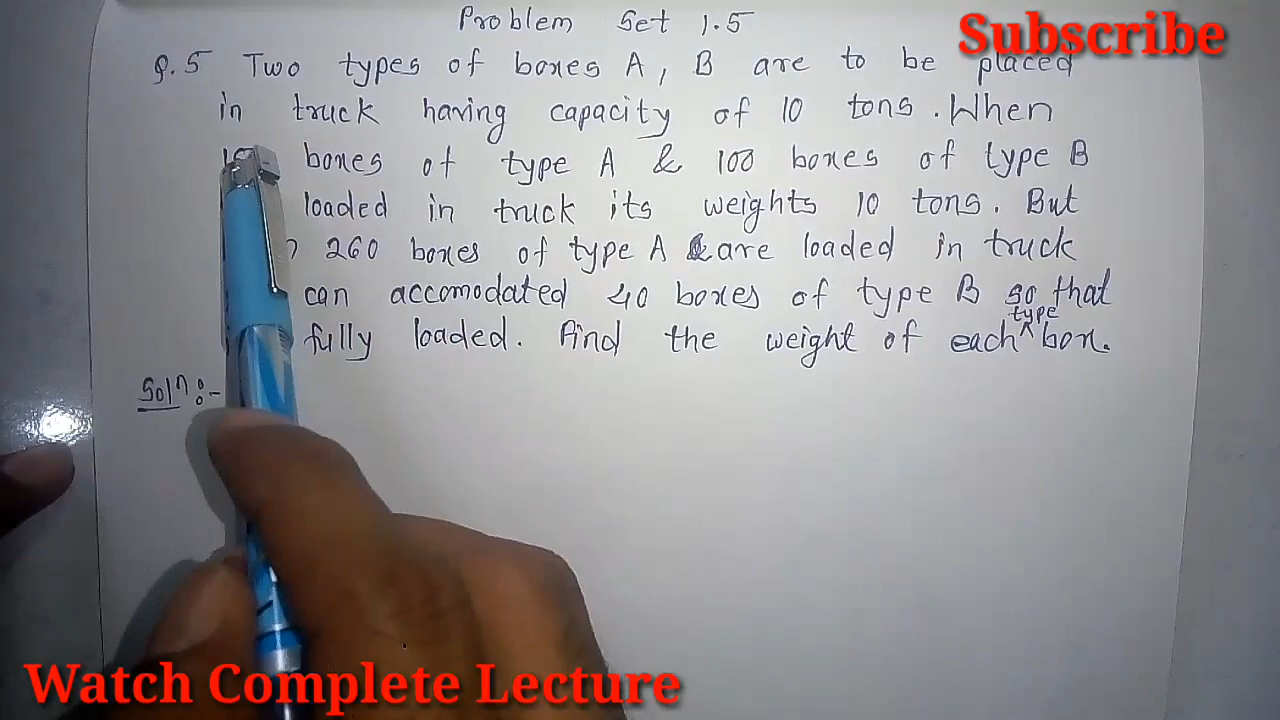 Problem Set 1.5
Subscribe
Q.5 Two types of boxes A, B are to be placed
in truck having capacity of 10 tons. When
boxes of type A & 100 boxes of type B
loaded in truck its weights 10 tons. But
260 boxes of type A are loaded in truck
can accomodated 40 boxes of type B so that
fully loaded. Find the weight of each type box.
Soln :-
Watch Complete Lecture